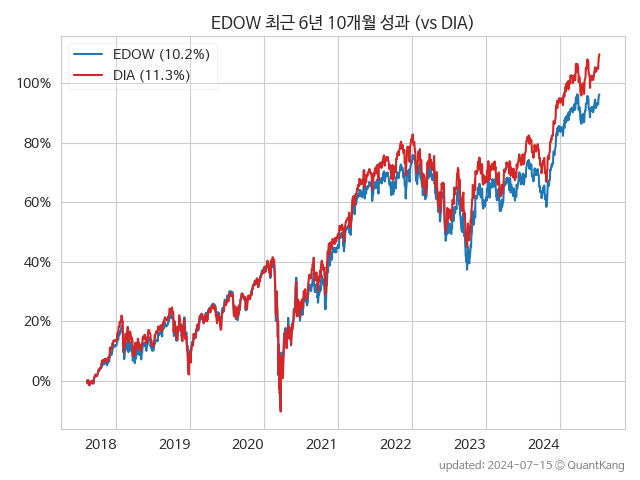 EDOW 최근 6년 10개월 성과 (vs DIA)
EDOW (10.2%)
DIA (11.3%)
100%
80%
60%
40%
20%
0%
2018 2019 2020 2021 2022 2023 2024
updated: 2024-07-15 © QuantKang